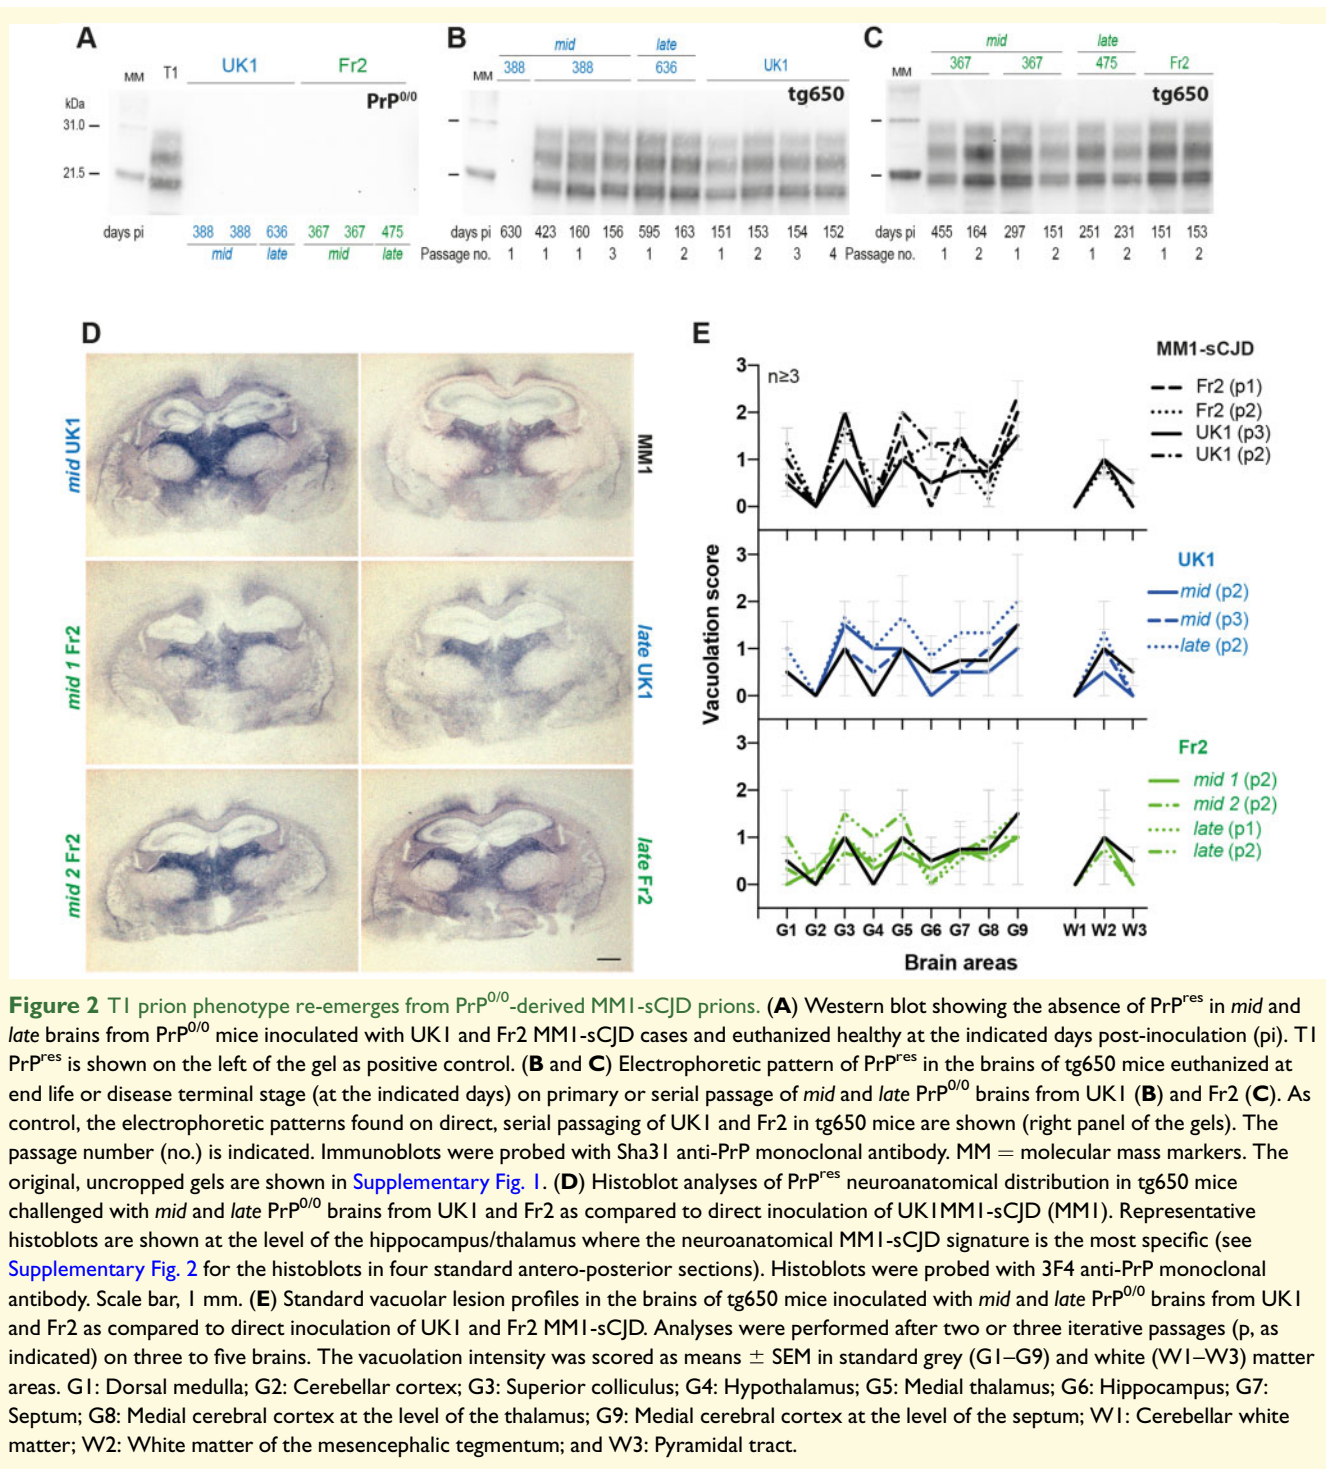 A
B
C
UK1
Fr2
MM
T1
PrP0/0
kDa
31.0
21.5
days pi
388 388 636
367 367 475
mid late
mid late
mid late
388 388 636 UK1
MM
tg650
days pi 630 423 160 156 595 163 151 153 154 152
Passage no. 1 1 1 3 1 2 1 2 3 4
mid late
367 367 475 Fr2
MM
tg650
455 164 297 151 251 231 151 153
Passage no. 1 2 1 2 1 2 1 2
D
mid UK1
MM1
mid 1 Fr2
late UK1
mid 2 Fr2
late Fr2
E
n≥3
3
2
1
0
3
2
1
0
3
2
1
0
Vacuolation score
MM1-sCJD
Fr2 (p1)
Fr2 (p2)
UK1 (p3)
UK1 (p2)
UK1
mid (p2)
mid (p3)
late (p2)
Fr2
mid 1 (p2)
mid 2 (p2)
late (p1)
late (p2)
G1 G2 G3 G4 G5 G6 G7 G8 G9 W1 W2 W3
Brain areas
Figure 2 T1 prion phenotype re-emerges from PrP0/0-derived MM1-sCJD prions. (A) Western blot showing the absence of PrPres in mid and
late brains from PrP0/0 mice inoculated with UK1 and Fr2 MM1-sCJD cases and euthanized healthy at the indicated days post-inoculation (pi). T1
PrPres is shown on the left of the gel as positive control. (B and C) Electrophoretic pattern of PrPres in the brains of tg650 mice euthanized at
end life or disease terminal stage (at the indicated days) on primary or serial passage of mid and late PrP0/0 brains from UK1 (B) and Fr2 (C). As
control, the electrophoretic patterns found on direct, serial passaging of UK1 and Fr2 in tg650 mice are shown (right panel of the gels). The
passage number (no.) is indicated. Immunoblots were probed with Sha31 anti-PrP monoclonal antibody. MM = molecular mass markers. The
original, uncropped gels are shown in Supplementary Fig. 1. (D) Histoblot analyses of PrPres neuroanatomical distribution in tg650 mice
challenged with mid and late PrP0/0 brains from UK1 and Fr2 as compared to direct inoculation of UK1MM1-sCJD (MM1). Representative
histoblots are shown at the level of the hippocampus/thalamus where the neuroanatomical MM1-sCJD signature is the most specific (see
Supplementary Fig. 2 for the histoblots in four standard antero-posterior sections). Histoblots were probed with 3F4 anti-PrP monoclonal
antibody. Scale bar, 1 mm. (E) Standard vacuolar lesion profiles in the brains of tg650 mice inoculated with mid and late PrP0/0 brains from UK1
and Fr2 as compared to direct inoculation of UK1 and Fr2 MM1-sCJD. Analyses were performed after two or three iterative passages (p, as
indicated) on three to five brains. The vacuolation intensity was scored as means ± SEM in standard grey (G1–G9) and white (W1–W3) matter
areas. G1: Dorsal medulla; G2: Cerebellar cortex; G3: Superior colliculus; G4: Hypothalamus; G5: Medial thalamus; G6: Hippocampus; G7:
Septum; G8: Medial cerebral cortex at the level of the thalamus; G9: Medial cerebral cortex at the level of the septum; W1: Cerebellar white
matter; W2: White matter of the mesencephalic tegmentum; and W3: Pyramidal tract.